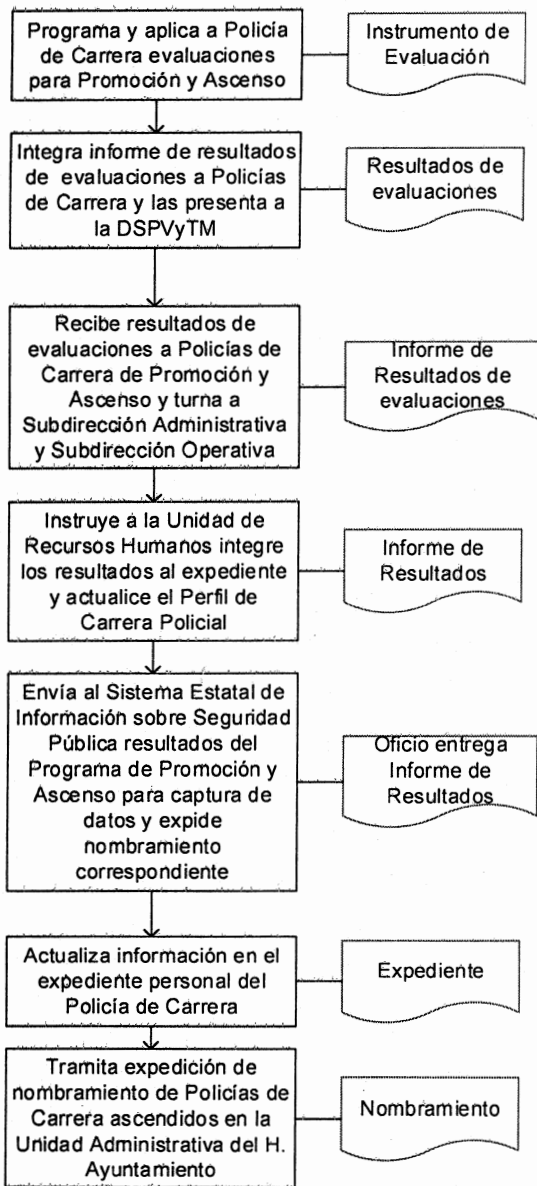 Programa y aplica a Policía
de Carrera evaluaciones
para Promoción y Ascenso
Instrumento de
Evaluación
Integra informe de resultados
de evaluaciones a Policías
de Carrera y las presenta a
la DSPVyTM
Resultados de
evaluaciones
Recibe resultados de
evaluaciones a Policías de
Carrera de Promoción y
Ascenso y turna a
Subdirección Administrativa
y Subdirección Operativa
Informe de
Resultados de
evaluaciones
Instruye a la Unidad de
Recursos Humanos integre
los resultados al expediente
y actualice el Perfil de
Carrera Policial
Informe de
Resultados
Envía al Sistema Estatal de
Información sobre Seguridad
Pública resultados del
Programa de Promoción y
Ascenso para captura de
datos y expide
nombramiento
correspondiente
Oficio entrega
Informe de
Resultados
Actualiza información en el
expediente personal del
Policía de Carrera
Expediente
Tramita expedición de
nombramiento de Policías de
Carrera ascendidos en la
Unidad Administrativa del H.
Ayuntamiento
Nombramiento